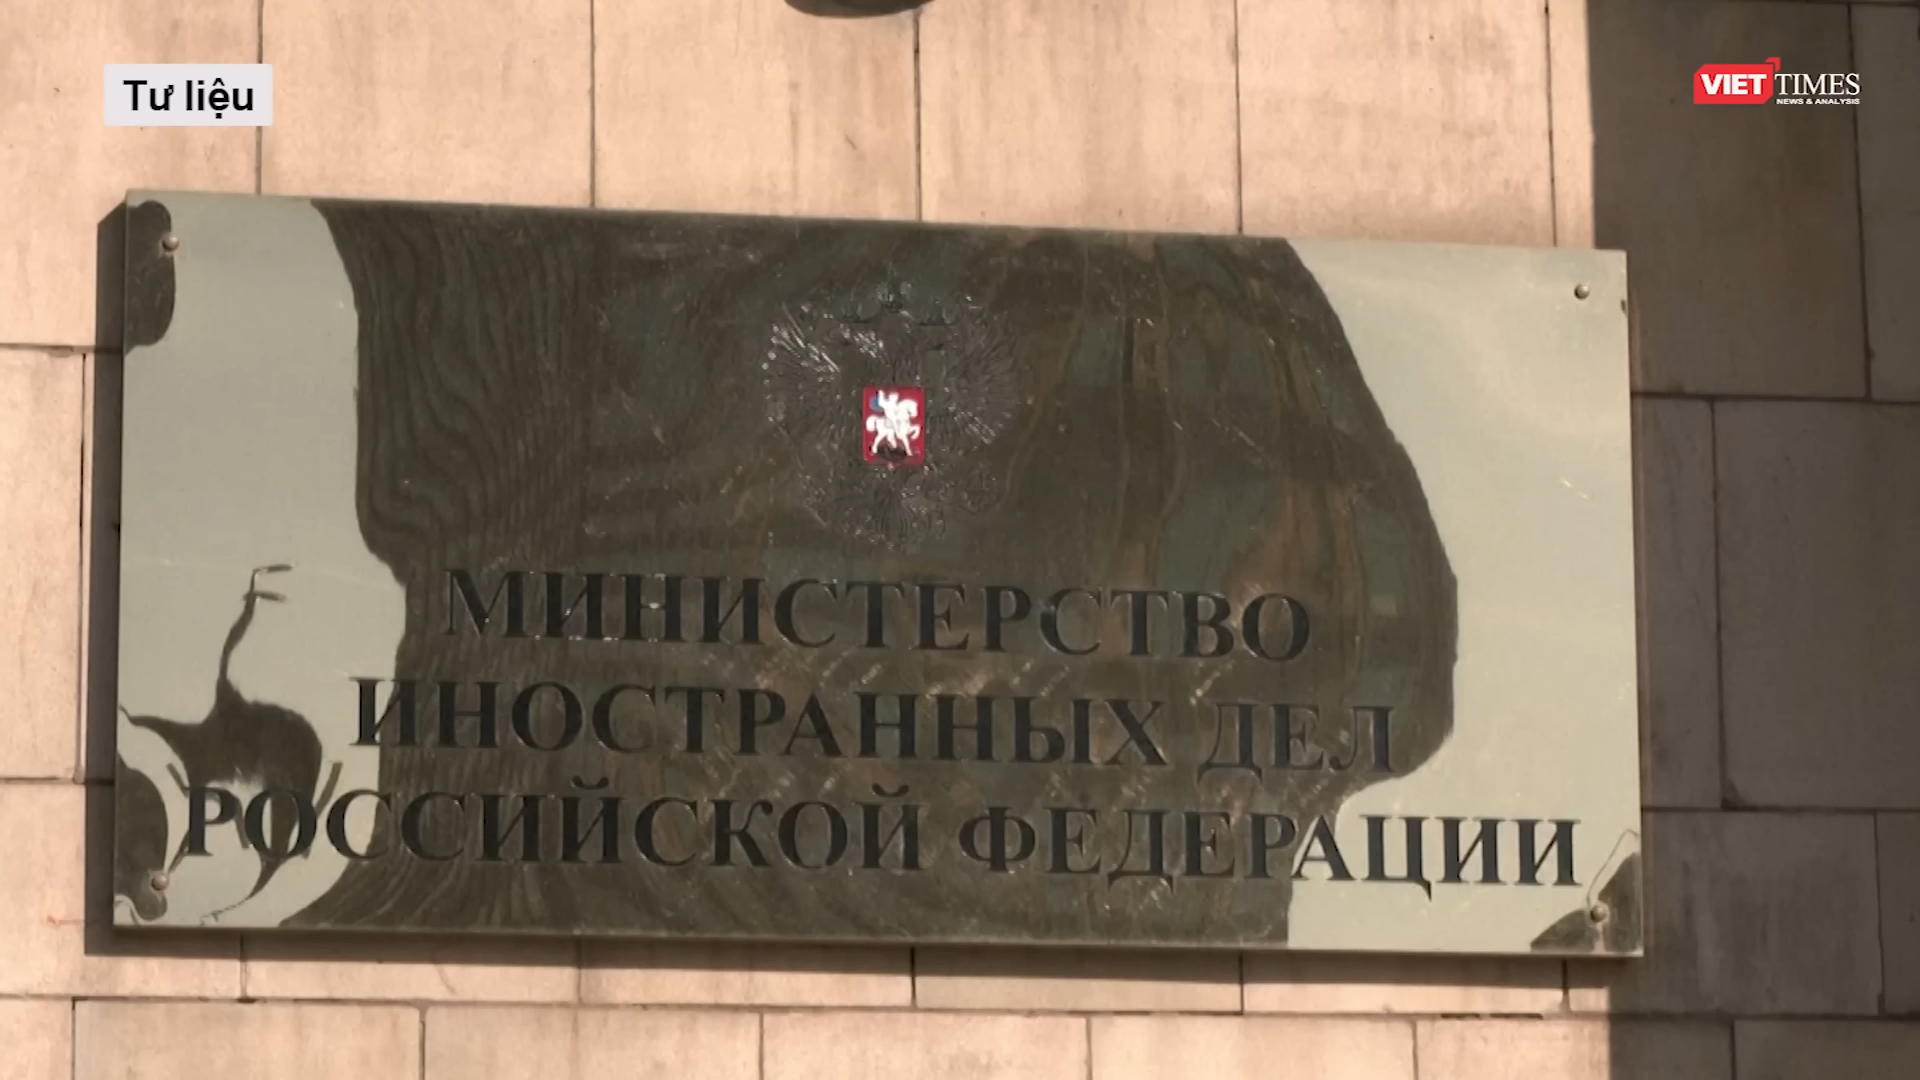 Tư liệu
VIETTIMES
NEWS & ANALYSIS
МИНИСТЕРСТВО
ИНОСТРАННЫХ ДЕЛ
РОССИЙСКОЙ ФЕДЕРАЦИИ